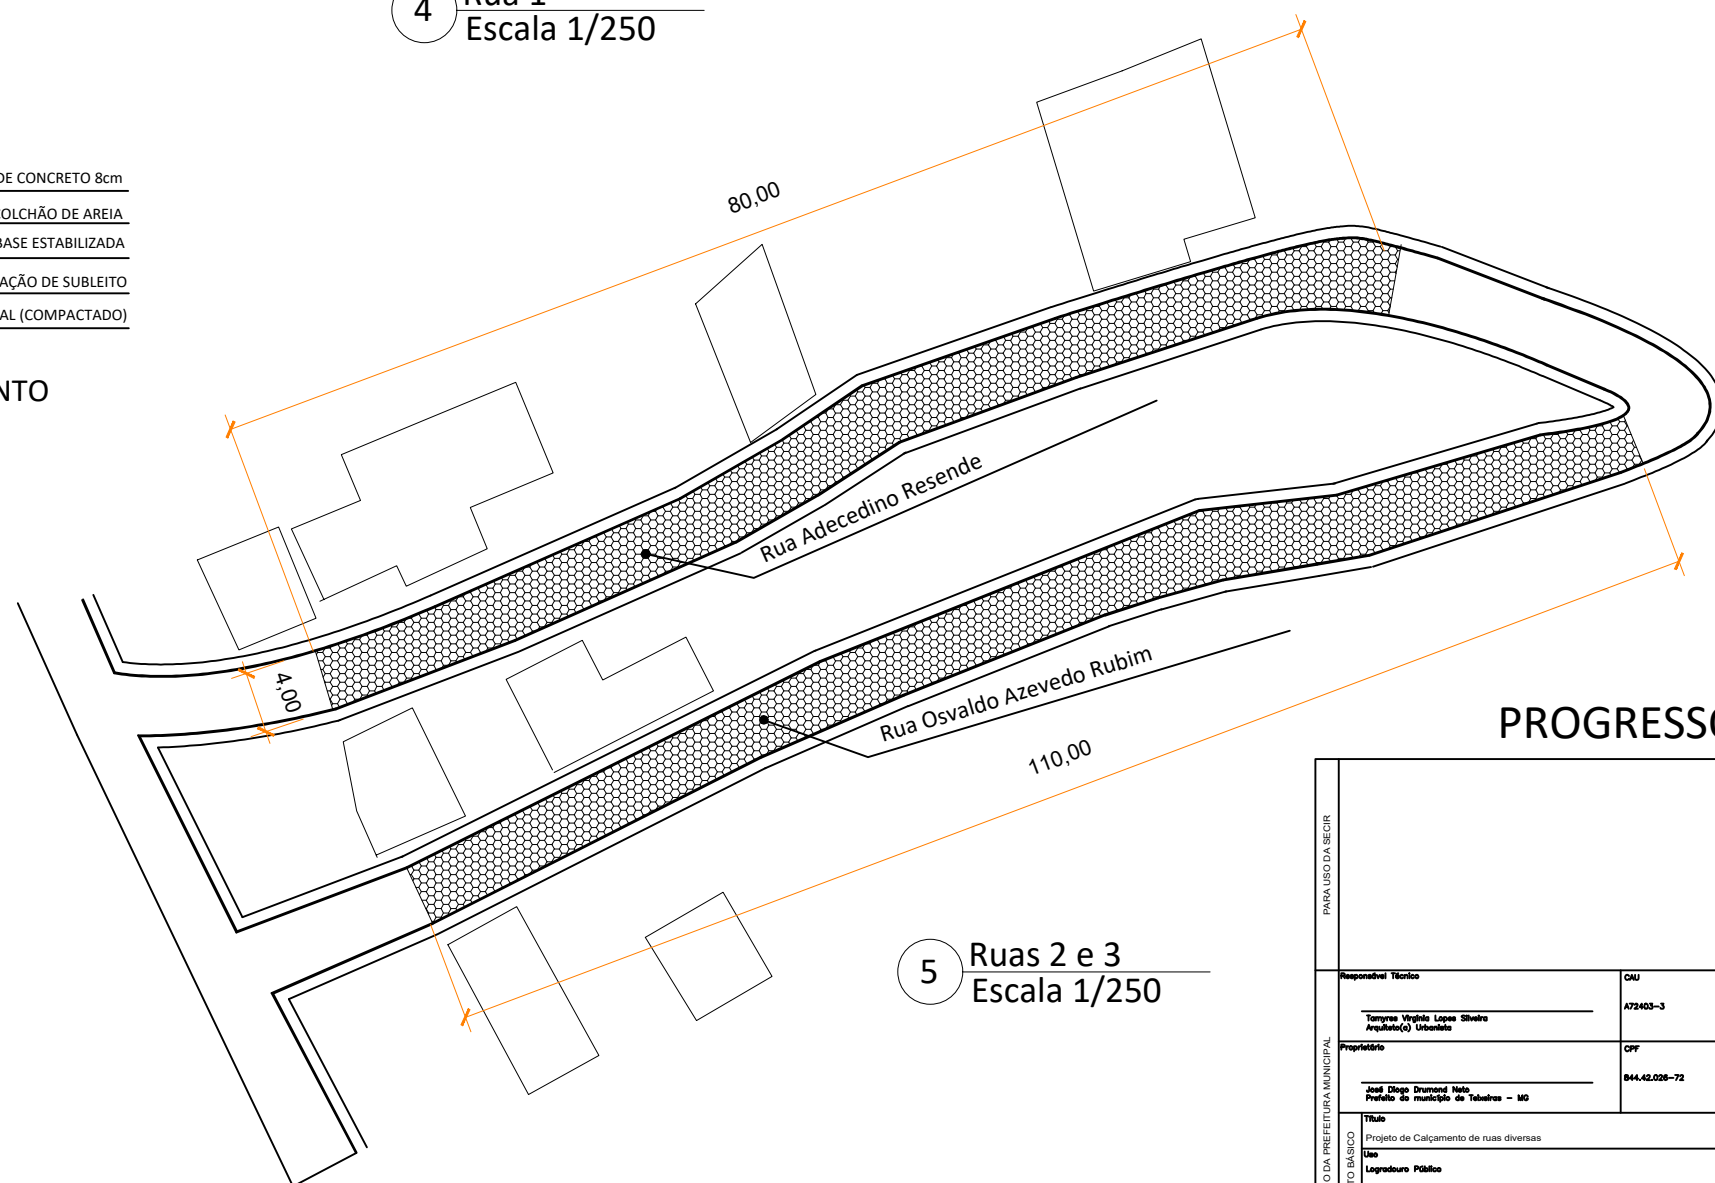 4
Rua 1
Escala 1/250
DE CONCRETO 8cm
COLCHÃO DE AREIA
BASE ESTABILIZADA
AÇÃO DE SUBLEITO
AL (COMPACTADO)
NTO
80,00
4,00
Rua Adecedino Resende
Rua Osvaldo Azevedo Rubim
110,00
5
Ruas 2 e 3
Escala 1/250
PROGRESSO
PARA USO DA SECIR
Responsável Técnico
Tamyres Virginia Lopes Silveira
Arquiteto(a) Urbanista
CAU
A72403-3
Proprietário
José Diogo Drumond Neto
Prefeito do município de Teixeiras - MG
CPF
844.42.026-72
O DA PREFEITURA MUNICIPAL
TO BÁSICO
Título
Projeto de Calçamento de ruas diversas
Uso
Logradouro Público